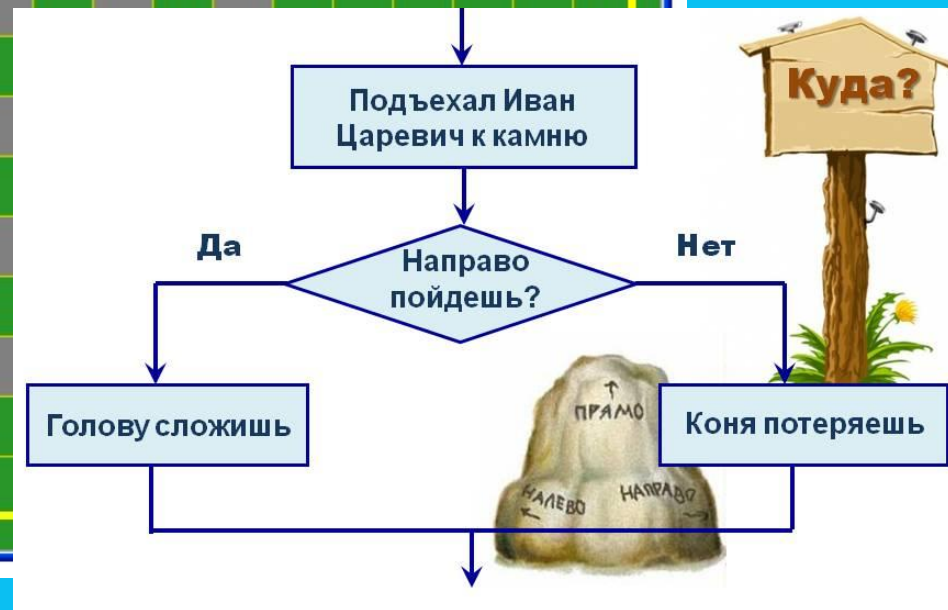 Подъехал Иван
Царевич к камню
Куда?
Да
Нет
Направо
пойдешь?
Голову сложишь
ПРЯМО
Коня потеряешь
НАЛЕВО
НАПРАВО